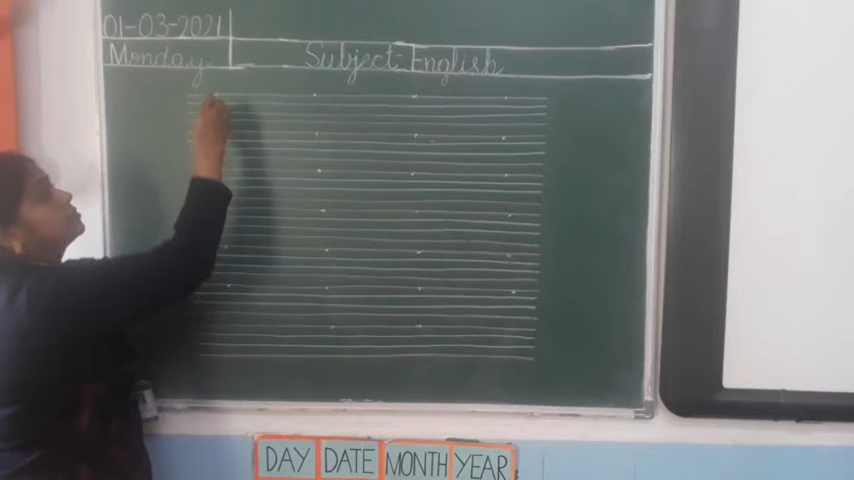 01-03-2021
Monday Subject:- English
DAY DATE MONTH YEAR